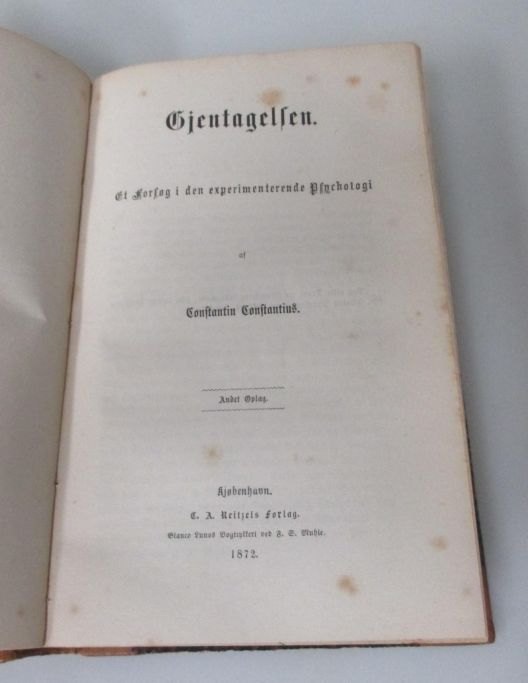 Gjentagelsen.
Et Forsøg i den experimenterende Psychologi
af
Constantin Constantius.
Andet Oplag.
Kjøbenhavn.
C. A. Reitzels Forlag.
Bianco Lunos Bogtrykkeri ved F. S. Muhle.
1872.